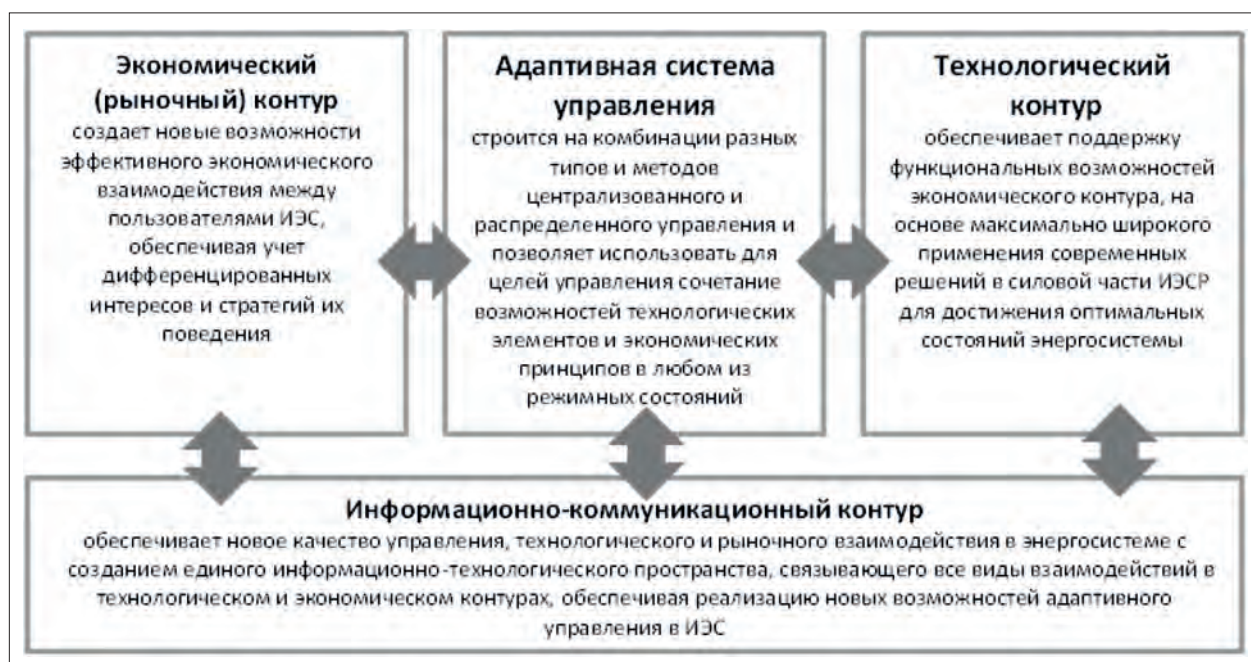 Экономический
(рыночный) контур
создает новые возможности
эффективного экономического
взаимодействия между
пользователями ИЭС,
обеспечивая учет
дифференцированных
интересов и стратегий их
поведения
Адаптивная система
управления
строится на комбинации разных
типов и методов
централизованного и
распределенного управления и
позволяет использовать для
целей управления сочетание
возможностей технологических
элементов и экономических
принципов в любом из
режимных состояний
Технологический
контур
обеспечивает поддержку
функциональных возможностей
экономического контура, на
основе максимально широкого
применения современных
решений в силовой части ИЭСР
для достижения оптимальных
состояний энергосистемы
Информационно-коммуникационный контур
обеспечивает новое качество управления, технологического и рыночного взаимодействия в энергосистеме с
созданием единого информационно-технологического пространства, связывающего все виды взаимодействий в
технологическом и экономическом контурах, обеспечивая реализацию новых возможностей адаптивного
управления в ИЭС